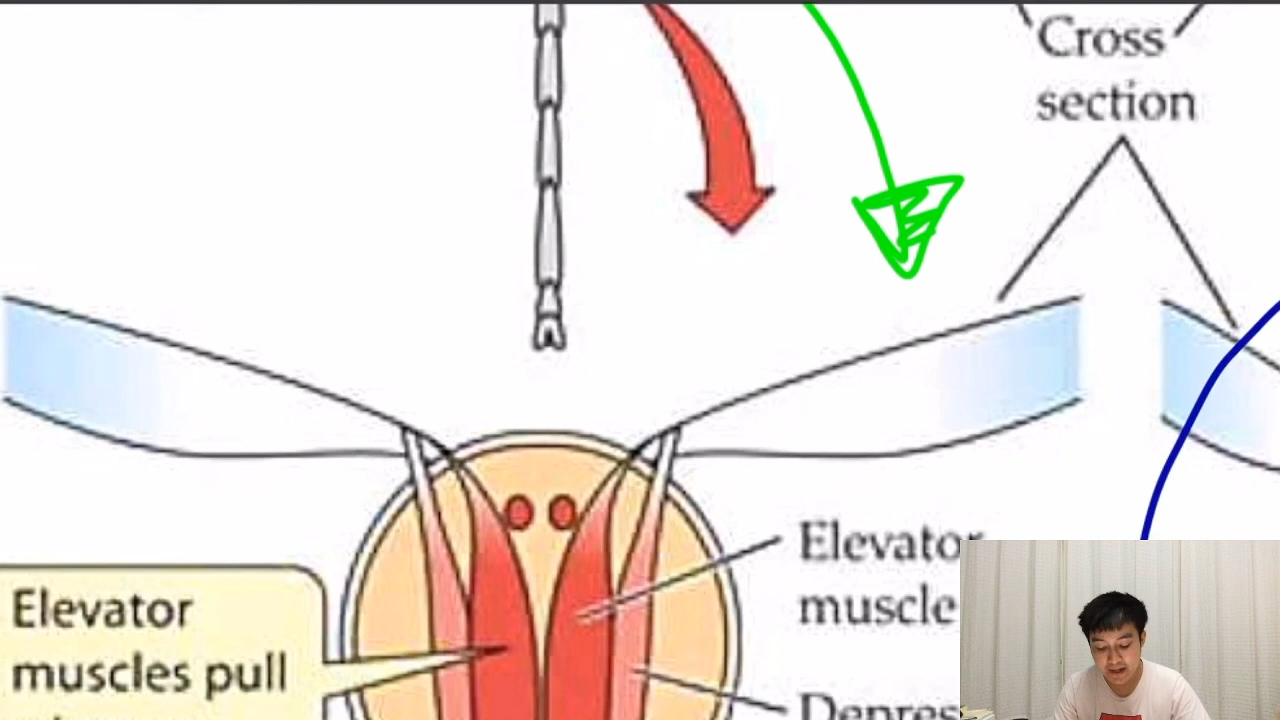 Cross
section
Elevator
muscle
Elevator
muscles pull